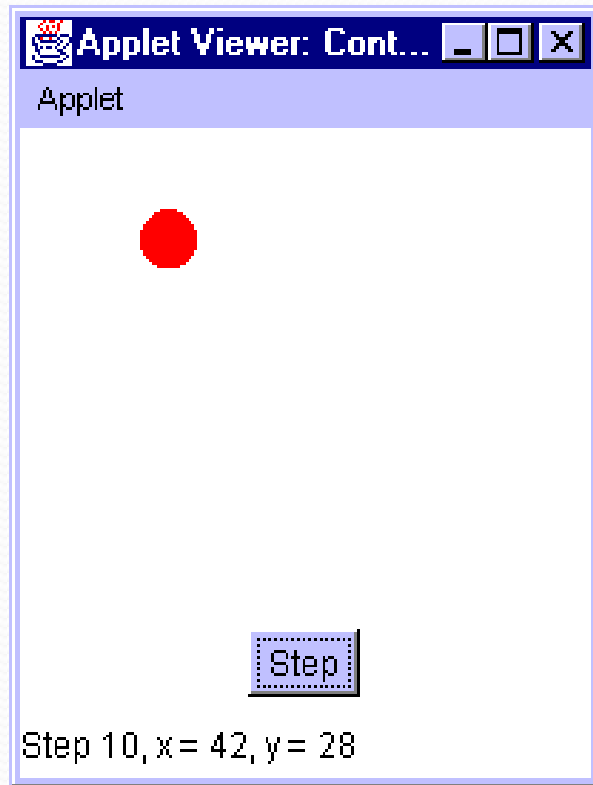 Applet Viewer: Cont...
Applet
Step
Step 10, x = 42, y = 28